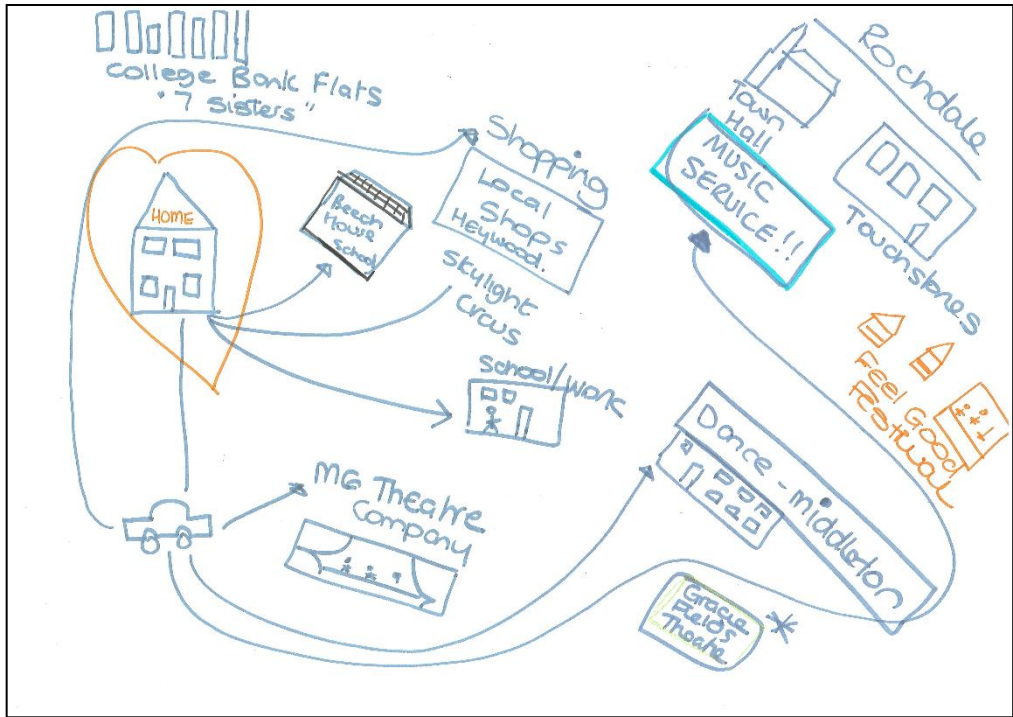 College Bank Flats
"7 Sisters"
HOME
Beech
House
School
Shopping
Local
Shops
Heywood.
Skylight
Circus
School/work
MG Theatre
Company
Rochdale
Town
Hall
MUSIC
SERVICE!!
Touchstones
Feel Good
Festival
Dance - middleton
Gracie
Fields
Theatre